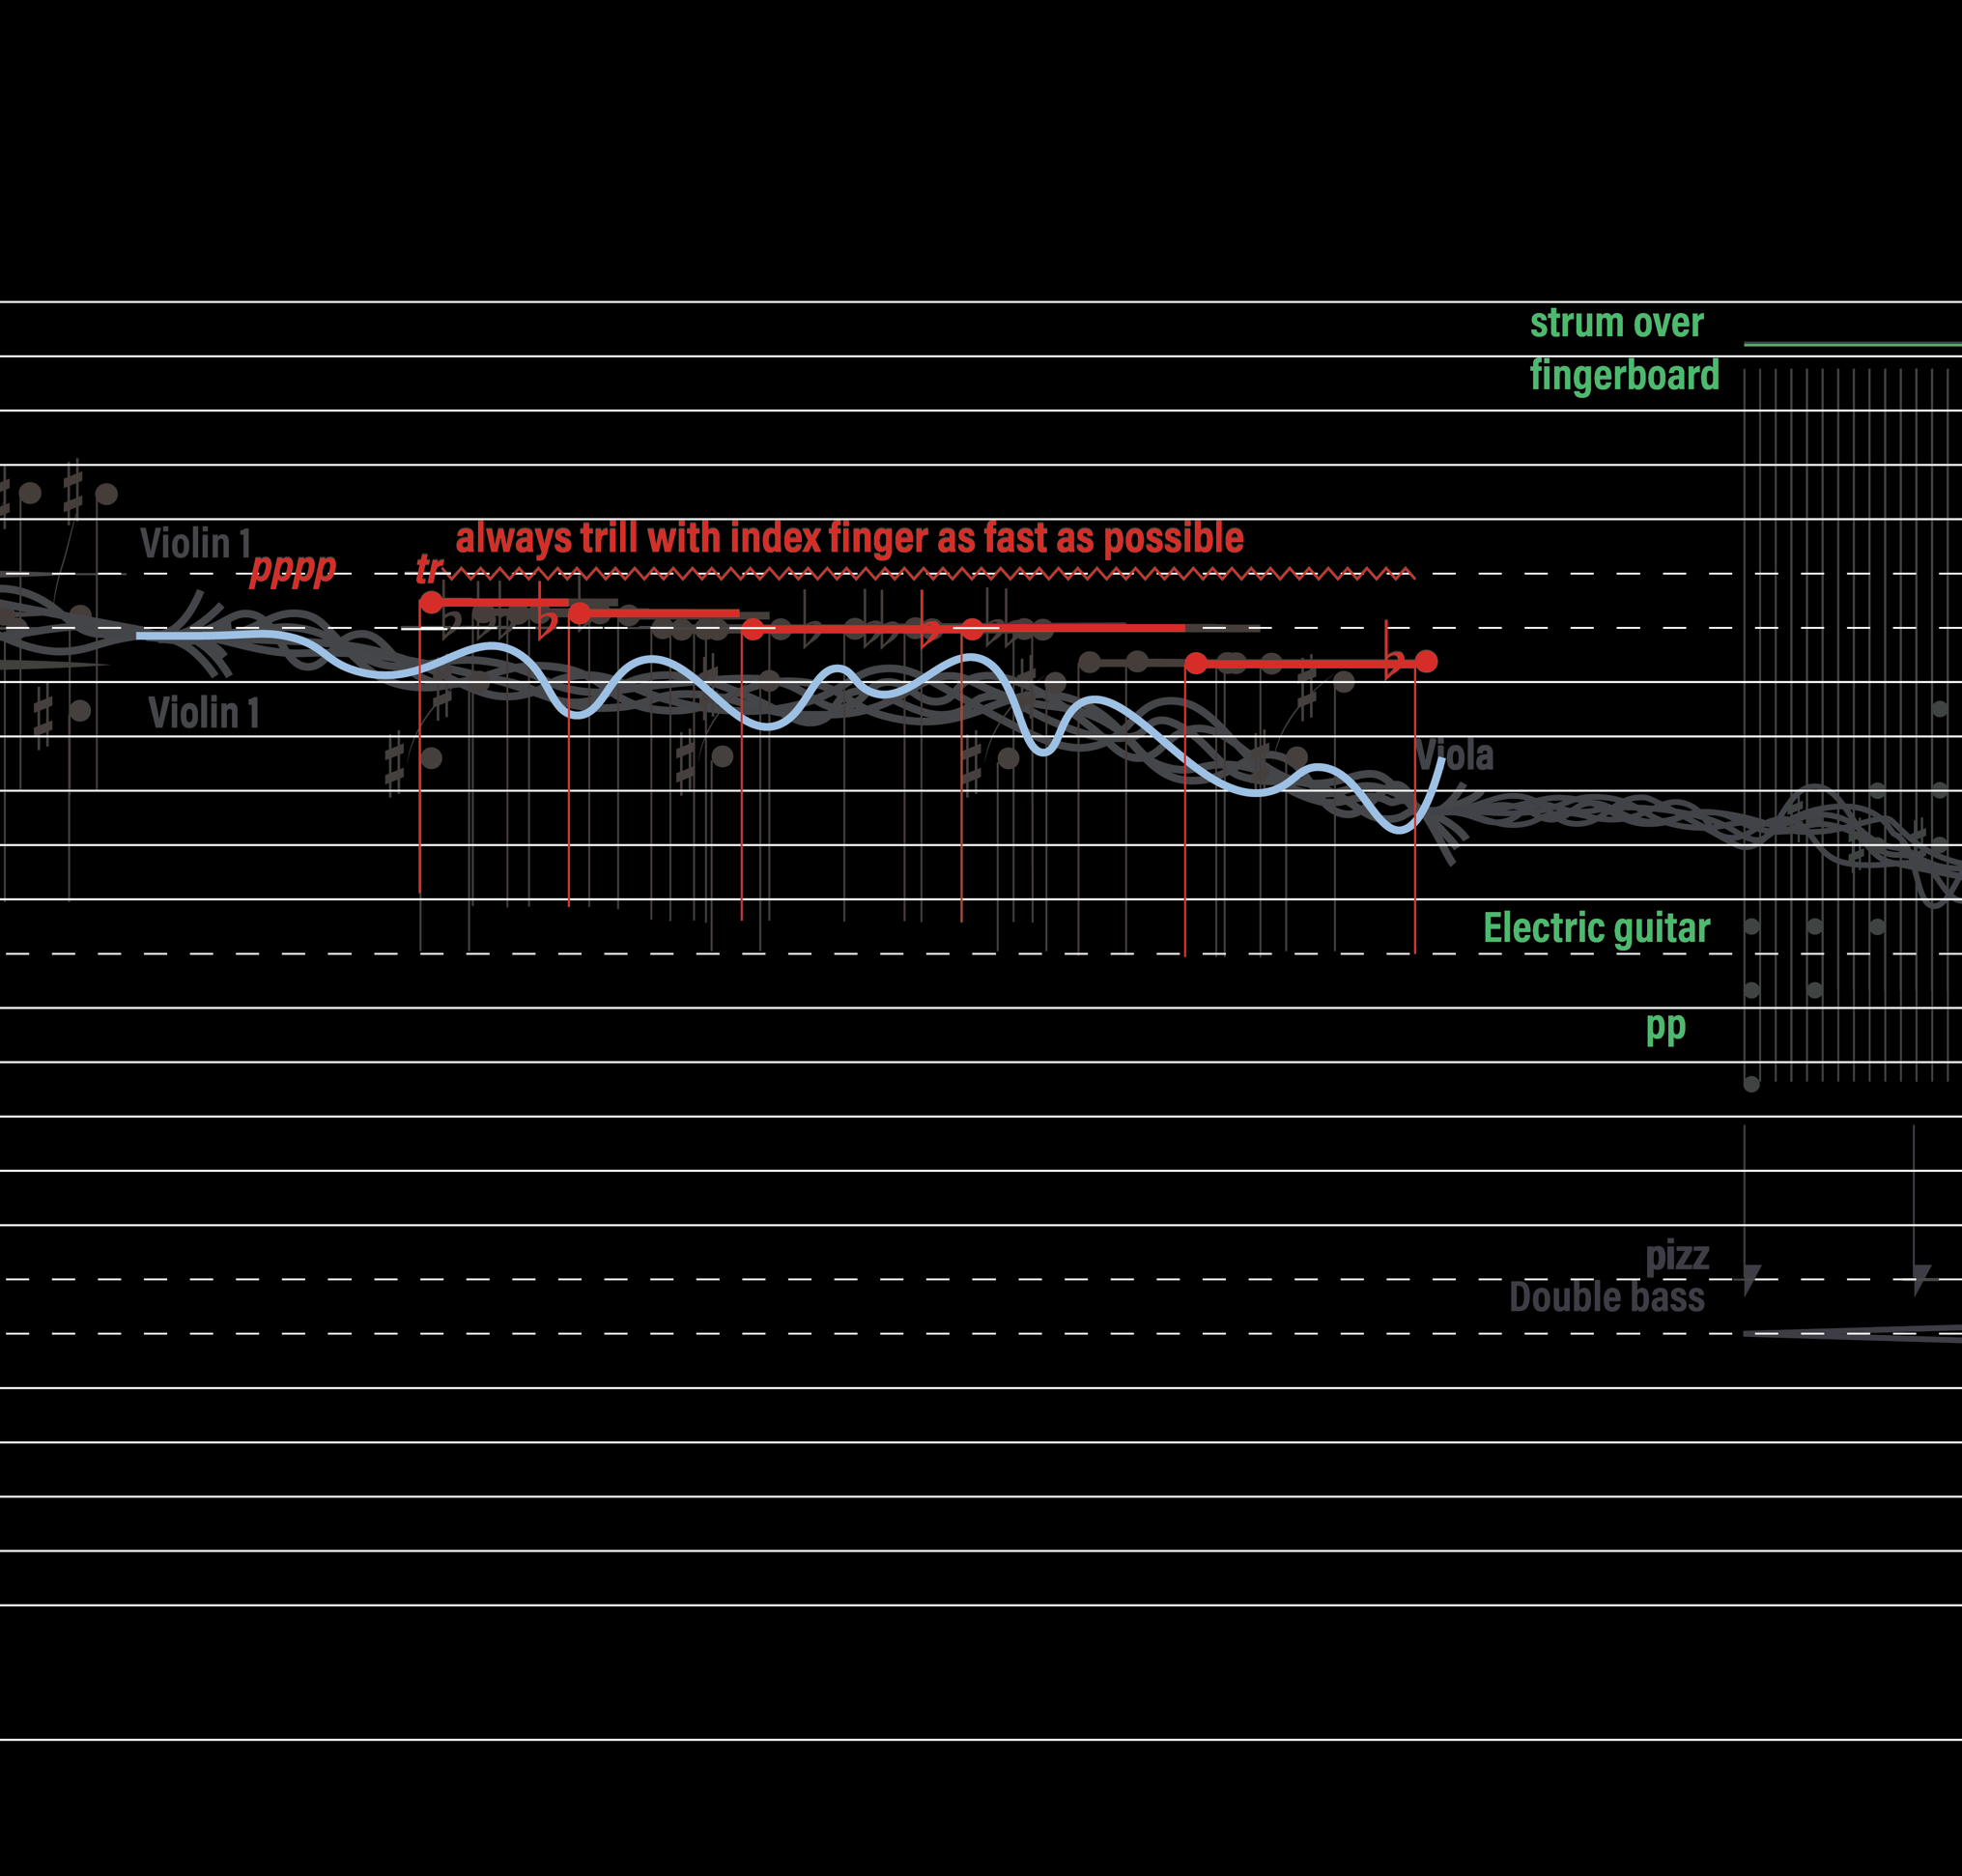 strum over
fingerboard
always trill with index finger as fast as possible
Violin 1
pppp
tr
Violin 1
Viola
Electric guitar
pp
pizz
Double bass